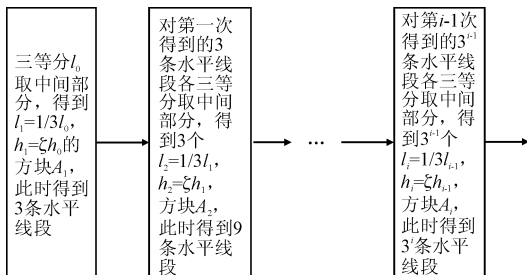 三等分l₀
取中间部
分，得到
l₁=1/3l₀,
h₁=ζh₀的
方块A₁,
此时得到
3条水平
线段
对第一次
得到的3
条水平线
段各三等
分取中间
部分，得
到3个
l₂=1/3l₁,
h₂=ζh₁,
方块A₂,
此时得到9
条水平线
段
…
对第i-1次
得到的3ⁱ⁻¹
条水平线
段各三等
分取中间
部分，得
到3ⁱ⁻¹个
lᵢ=1/3lᵢ₋₁,
hᵢ=ζhᵢ₋₁,
方块Aᵢ,
此时得到
3ⁱ条水平
线段